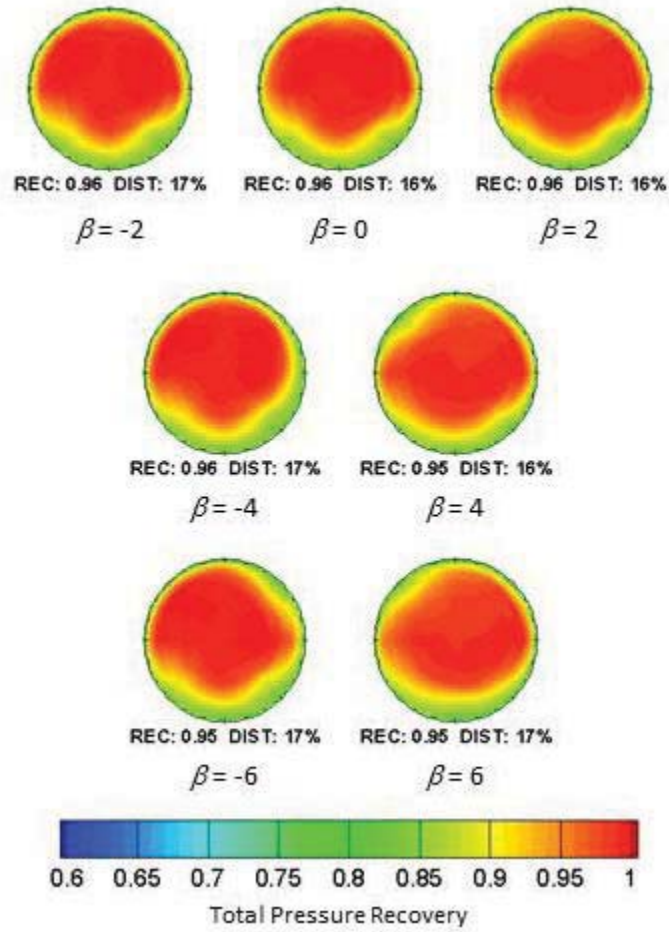 REC: 0.96 DIST: 17% REC: 0.96 DIST: 16% REC: 0.96 DIST: 16%
β = -2 β = 0 β = 2
REC: 0.96 DIST: 17% REC: 0.95 DIST: 16%
β = -4 β = 4
REC: 0.95 DIST: 17% REC: 0.95 DIST: 17%
β = -6 β = 6
0.6 0.65 0.7 0.75 0.8 0.85 0.9 0.95 1
Total Pressure Recovery